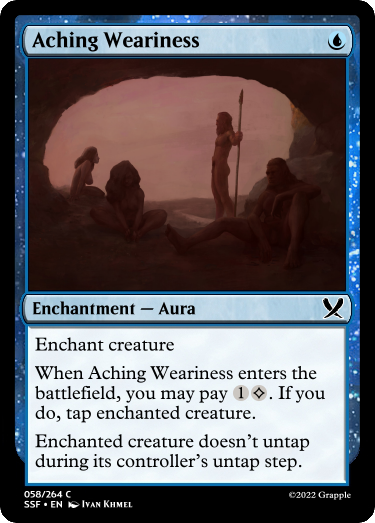 Aching Weariness
Enchantment — Aura
Enchant creature
When Aching Weariness enters the
battlefield, you may pay 1. If you
do, tap enchanted creature.
Enchanted creature doesn't untap
during its controller's untap step.
058/264 C
SSF • EN Ivan Khmel
©2022 Grapple